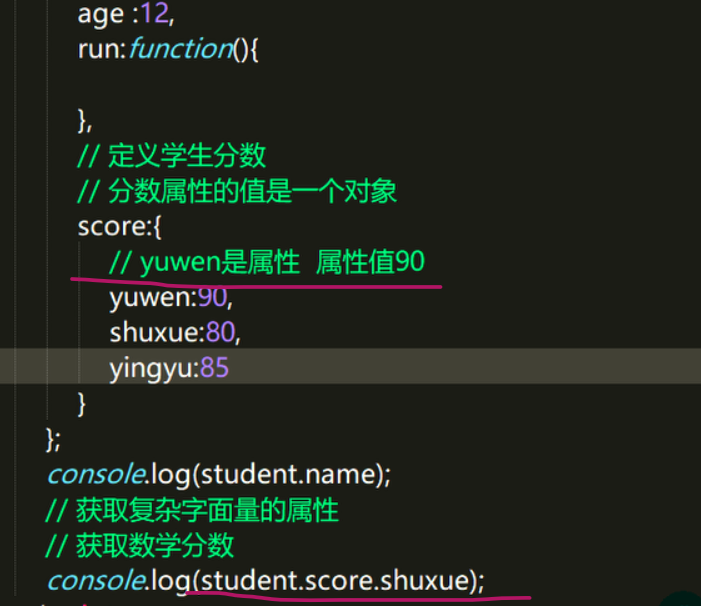 age :12,
run:function(){
},
// 定义学生分数
// 分数属性的值是一个对象
score:{
// yuwen是属性 属性值90
yuwen:90,
shuxue:80,
yingyu:85
}
};
console.log(student.name);
// 获取复杂字面量的属性
// 获取数学分数
console.log(student.score.shuxue);